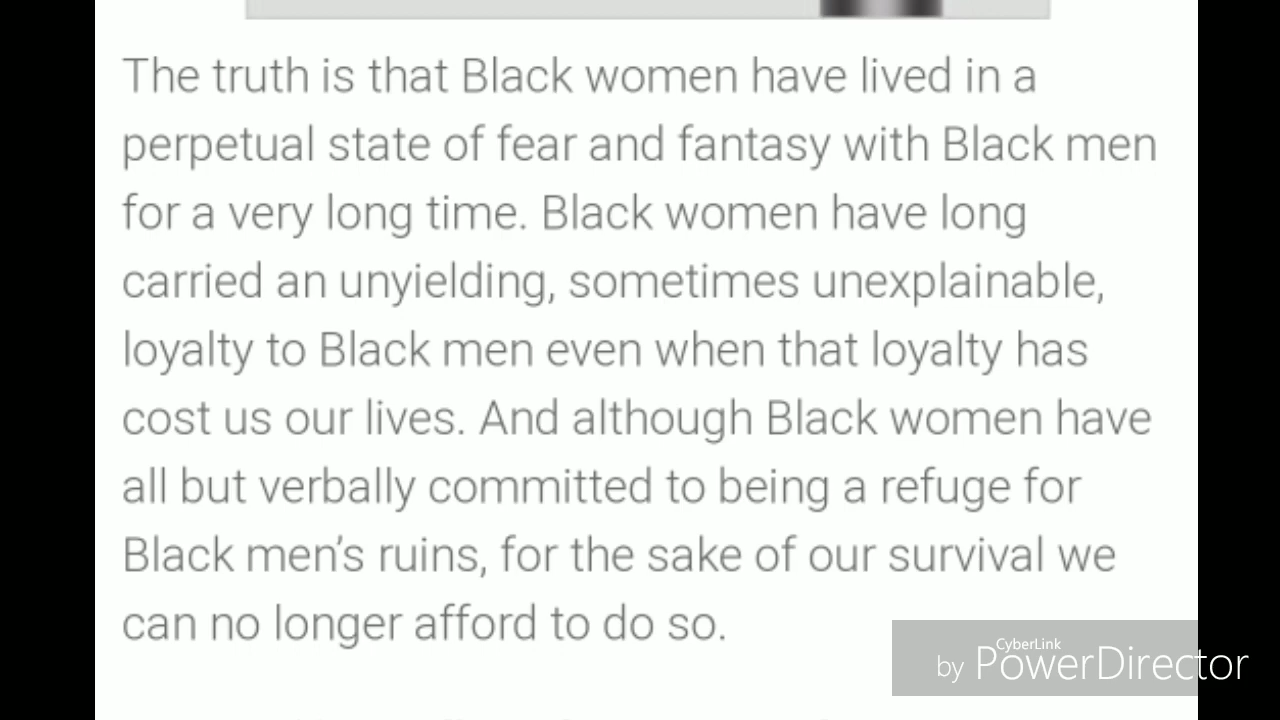 The truth is that Black women have lived in a
perpetual state of fear and fantasy with Black men
for a very long time. Black women have long
carried an unyielding, sometimes unexplainable,
loyalty to Black men even when that loyalty has
cost us our lives. And although Black women have
all but verbally committed to being a refuge for
Black men’s ruins, for the sake of our survival we
can no longer afford to do so.
CyberLink
by PowerDirector